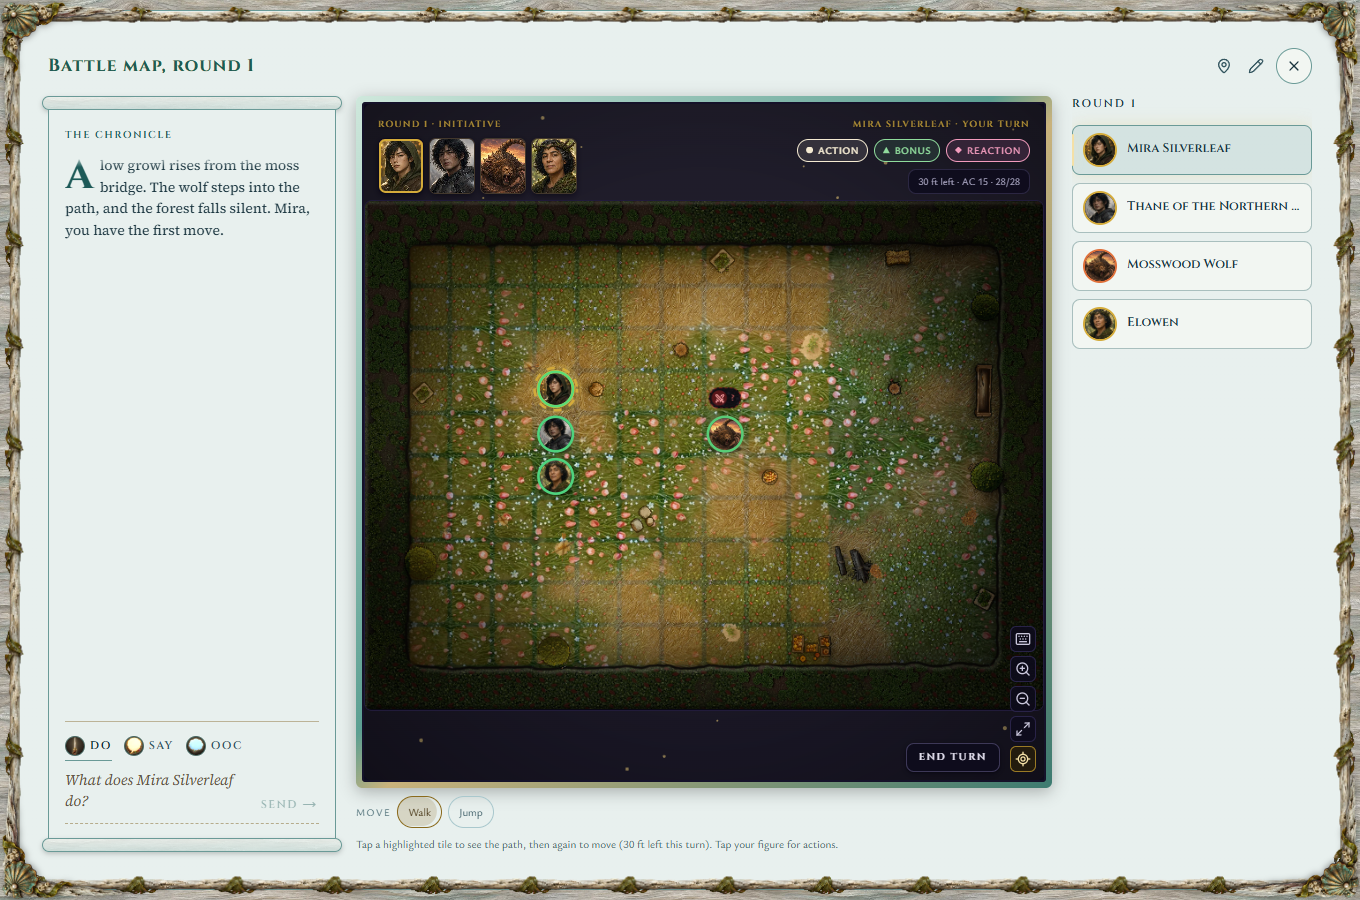 BATTLE MAP, ROUND 1
THE CHRONICLE
A low growl rises from the moss
bridge. The wolf steps into the
path, and the forest falls silent. Mira,
you have the first move.
DO SAY OOC
What does Mira Silverleaf
do?
SEND →
ROUND 1 · INITIATIVE
MIRA SILVERLEAF · YOUR TURN
ACTION BONUS REACTION
30 ft left · AC 15 · 28/28
END TURN
MOVE Walk Jump
Tap a highlighted tile to see the path, then again to move (30 ft left this turn). Tap your figure for actions.
ROUND 1
MIRA SILVERLEAF
THANE OF THE NORTHERN ...
MOSSWOOD WOLF
ELOWEN